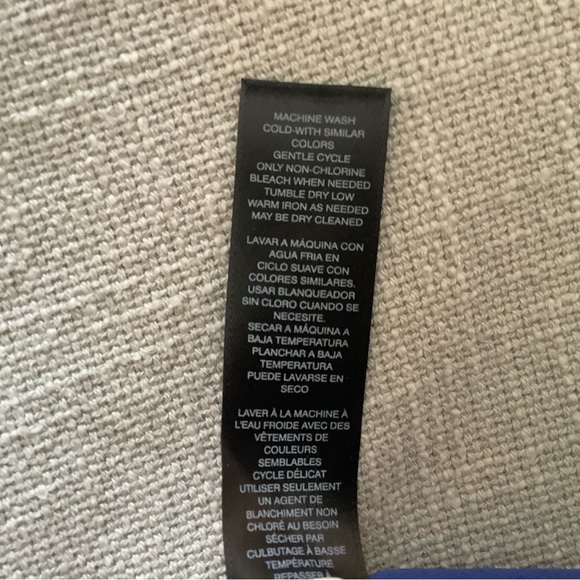 MACHINE WASH
COLD-WITH SIMILAR
COLORS
GENTLE CYCLE
ONLY NON-CHLORINE
BLEACH WHEN NEEDED
TUMBLE DRY LOW
WARM IRON AS NEEDED
MAY BE DRY CLEANED
LAVAR A MÁQUINA CON
AGUA FRIA EN
CICLO SUAVE CON
COLORES SIMILARES.
USAR BLANQUEADOR
SIN CLORO CUANDO SE
NECESITE.
SECAR A MÁQUINA A
BAJA TEMPERATURA
PLANCHAR A BAJA
TEMPERATURA
PUEDE LAVARSE EN
SECO
LAVER À LA MACHINE À
L'EAU FROIDE AVEC DES
VÊTEMENTS DE
COULEURS
SEMBLABLES
CYCLE DÉLICAT
UTILISER SEULEMENT
UN AGENT DE
BLANCHIMENT NON
CHLORÉ AU BESOIN
SÉCHER PAR
CULBUTAGE À BASSE
TEMPÉRATURE
REPASSER À